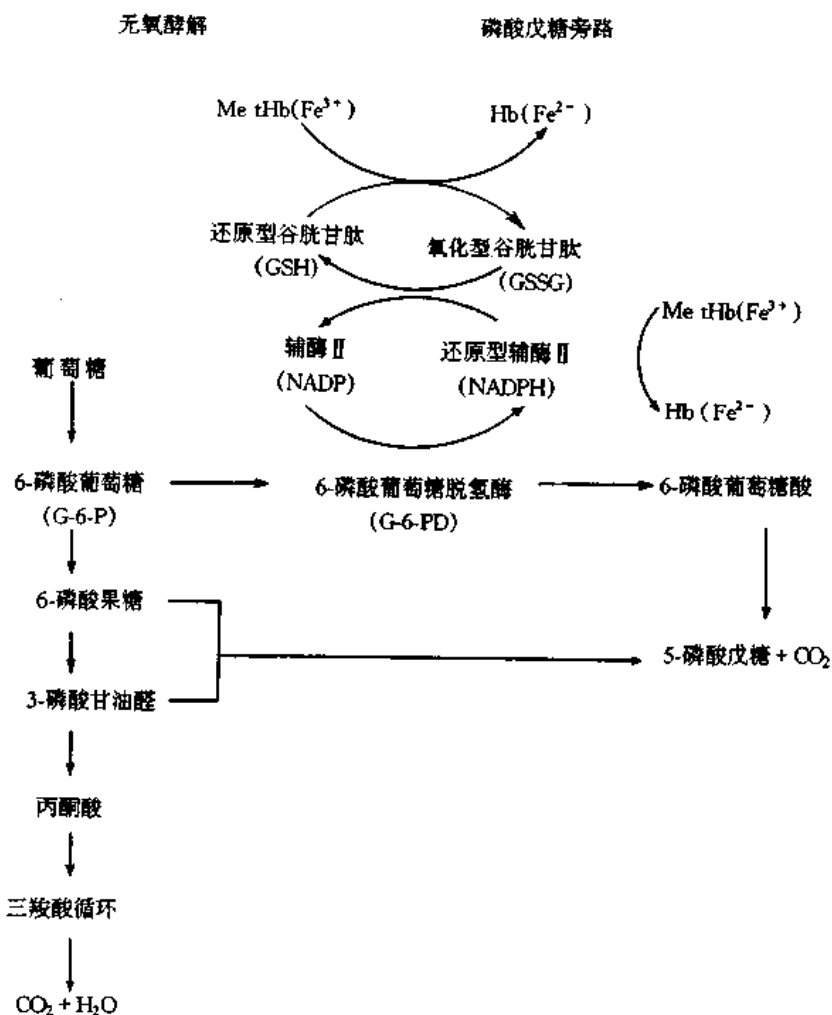 无氧酵解
磷酸戊糖旁路
Me tHb(Fe³⁺)
Hb(Fe²⁻)
还原型谷胱甘肽
(GSH)
氧化型谷胱甘肽
(GSSG)
Me tHb(Fe³⁺)
辅酶Ⅱ
(NADP)
还原型辅酶Ⅱ
(NADPH)
葡萄糖
Hb(Fe²⁻)
6-磷酸葡萄糖
(G-6-P)
6-磷酸葡萄糖脱氢酶
(G-6-PD)
6-磷酸葡萄糖酸
6-磷酸果糖
5-磷酸戊糖 + CO₂
3-磷酸甘油醛
丙酮酸
三羧酸循环
CO₂ + H₂O